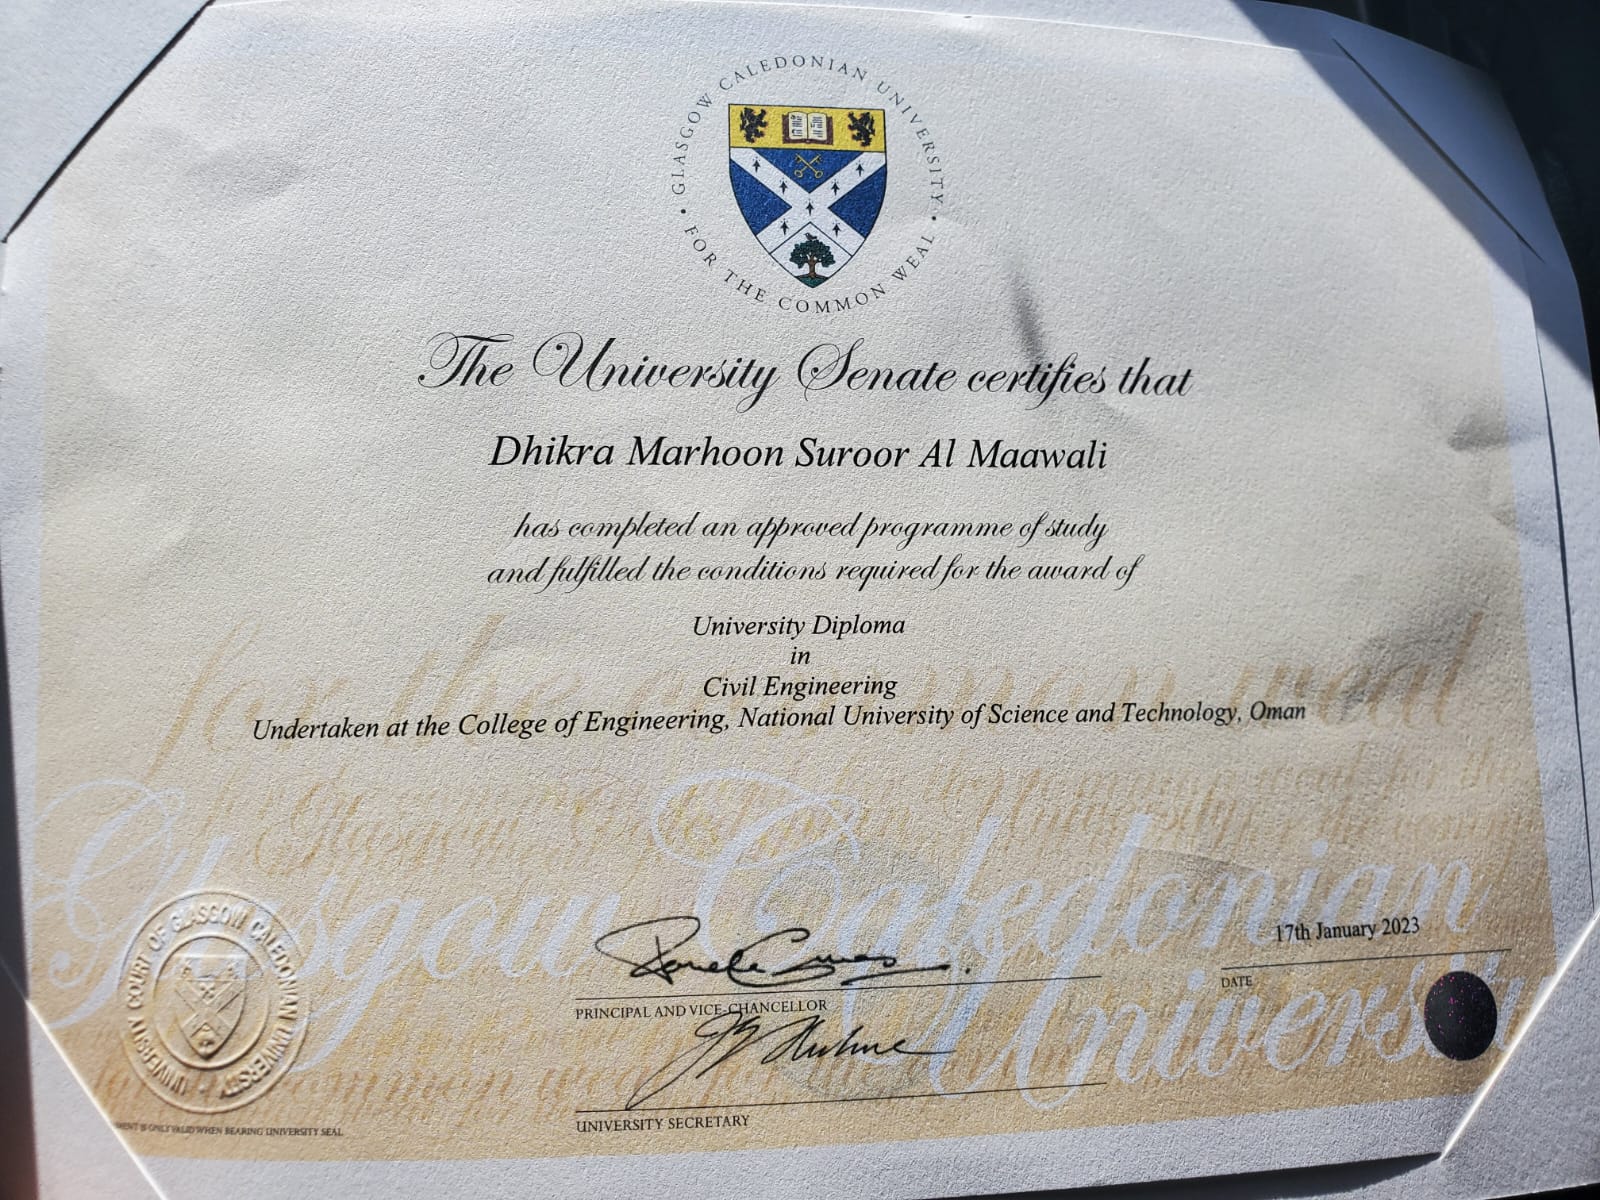 GLASGOW CALEDONIAN UNIVERSITY
FOR THE COMMON WEAL
The University Senate certifies that
Dhikra Marhoon Suroor Al Maawali
has completed an approved programme of study
and fulfilled the conditions required for the award of
University Diploma
in
Civil Engineering
Undertaken at the College of Engineering, National University of Science and Technology, Oman
for the common weal
Glasgow Caledonian
University
17th January 2023
DATE
PRINCIPAL AND VICE-CHANCELLOR
UNIVERSITY SECRETARY
UNIVERSITY COURT OF GLASGOW CALEDONIAN UNIVERSITY
IS ONLY VALID WHEN BEARING UNIVERSITY SEAL